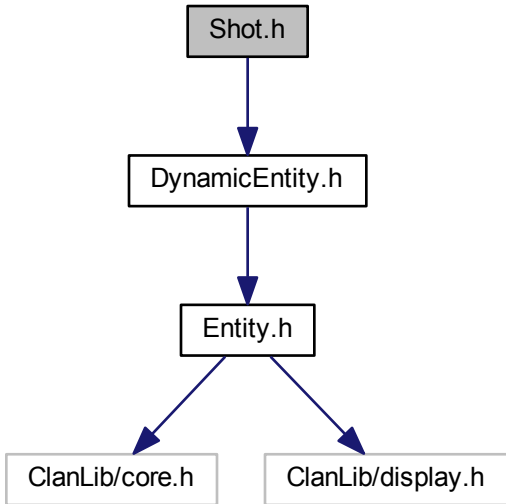 Shot.h
DynamicEntity.h
Entity.h
ClanLib/core.h
ClanLib/display.h